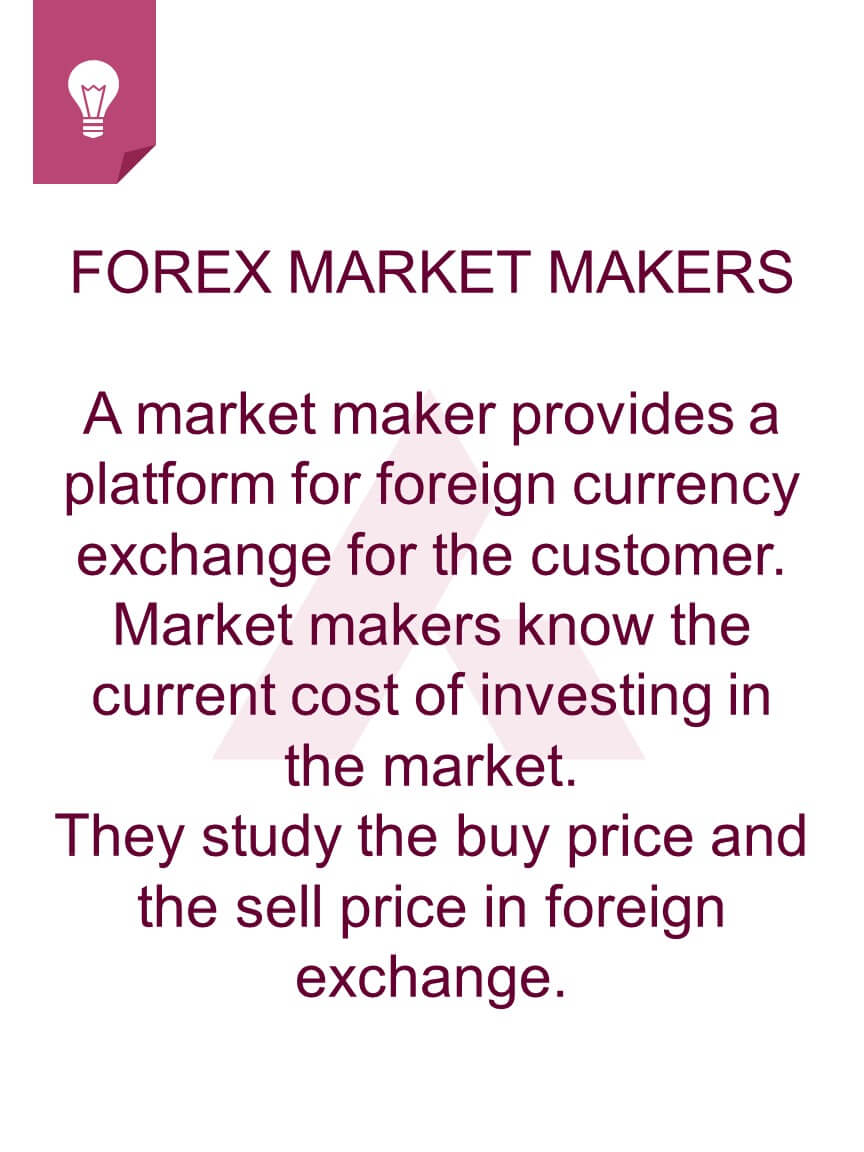 FOREX MARKET MAKERS
A market maker provides a
platform for foreign currency
exchange for the customer.
Market makers know the
current cost of investing in
the market.
They study the buy price and
the sell price in foreign
exchange.